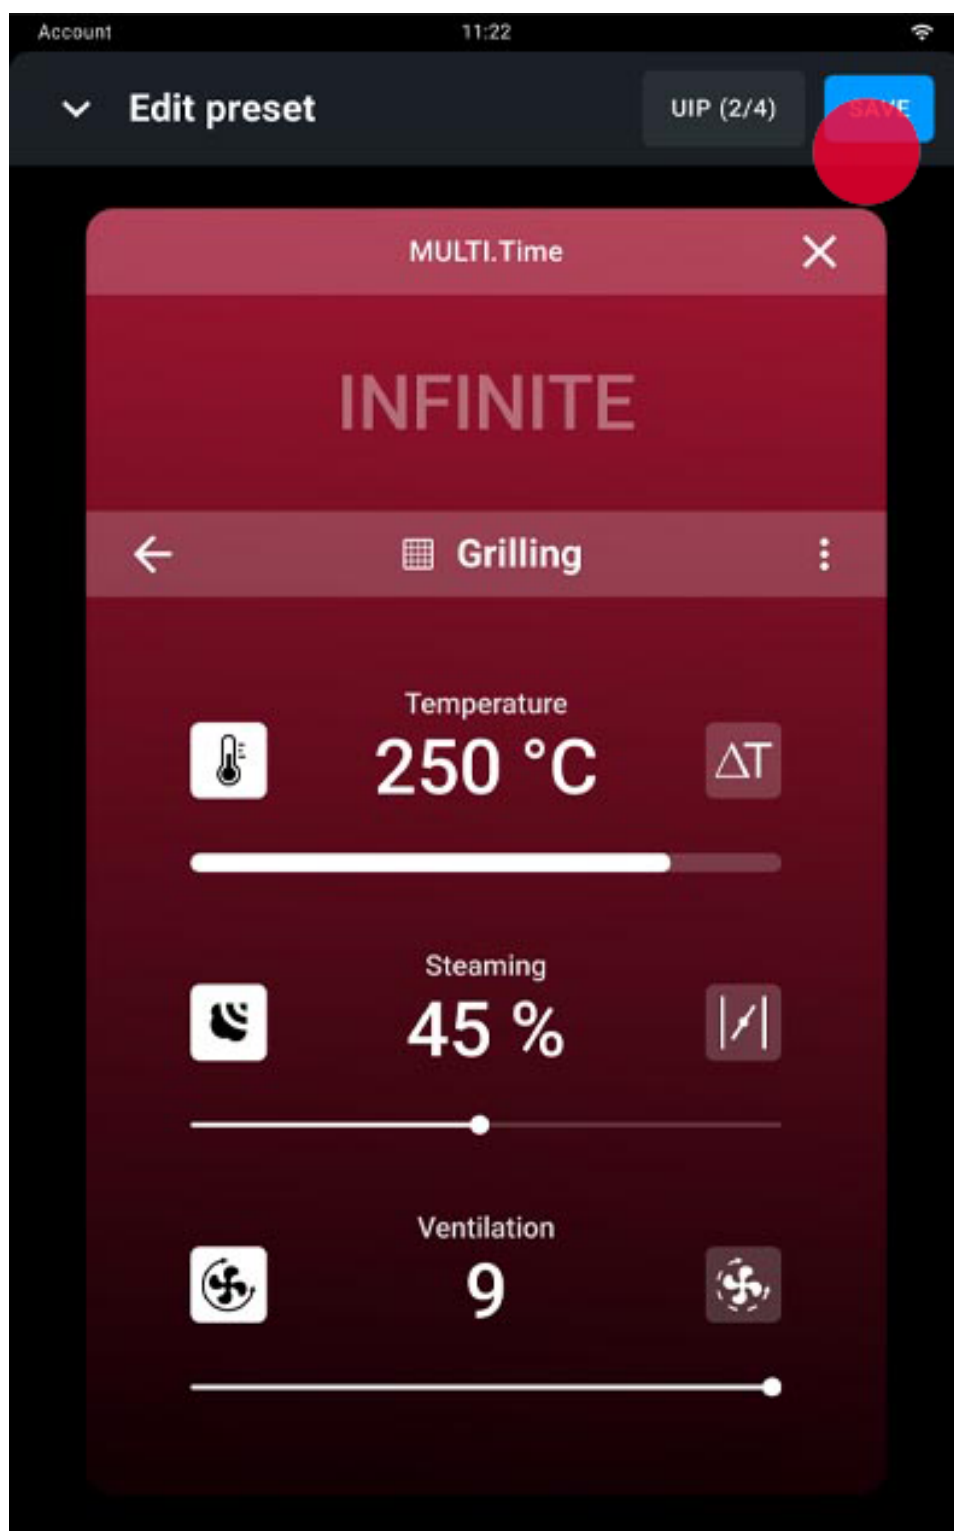 Account 11:22
Edit preset UIP (2/4) SAVE
MULTI.Time
INFINITE
Grilling
Temperature
250 °C ΔT
Steaming
45 %
Ventilation
9